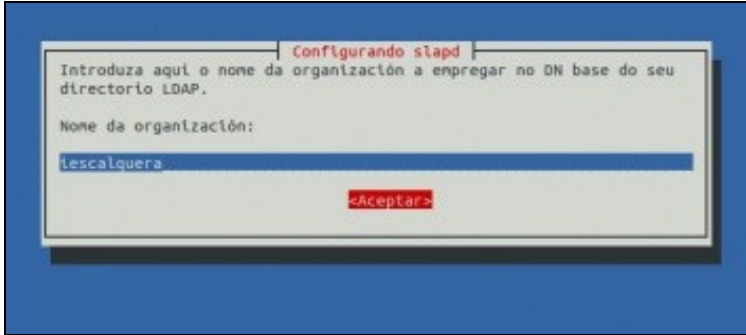 Configurando slapd
Introduza aquí o nome da organización a empregar no DN base do seu
directorio LDAP.
Nome da organización:
iescalquera
<Aceptar>